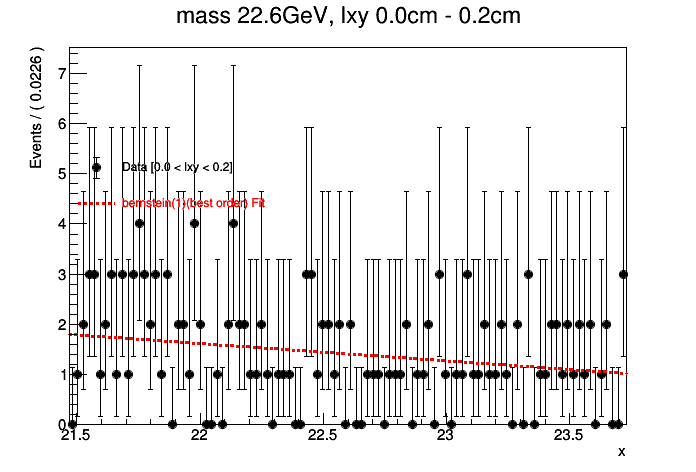 mass 22.6GeV, lxy 0.0cm - 0.2cm
Events / ( 0.0226 )
7
6
5
4
3
2
1
0
Data [0.0 < lxy < 0.2]
bernstein(1)(best order) Fit
21.5 22 22.5 23 23.5
x